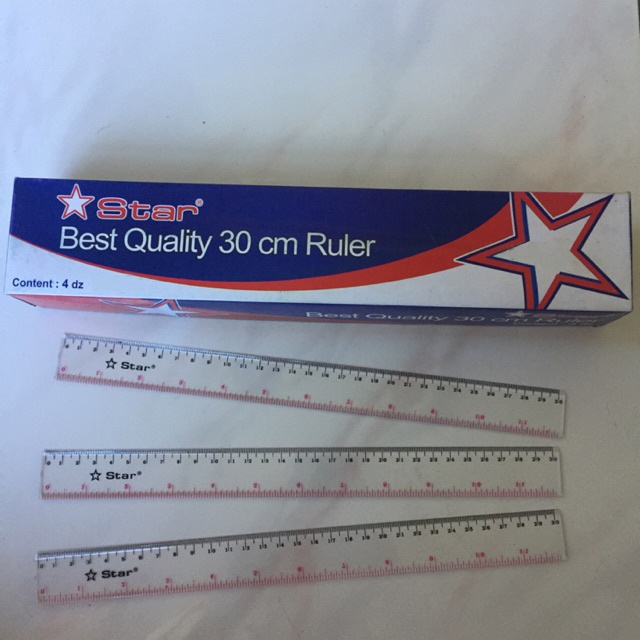 Star®
Best Quality 30 cm Ruler
Content : 4 dz
Best Quality 30 cm Ruler
Star®
Star®
Star®